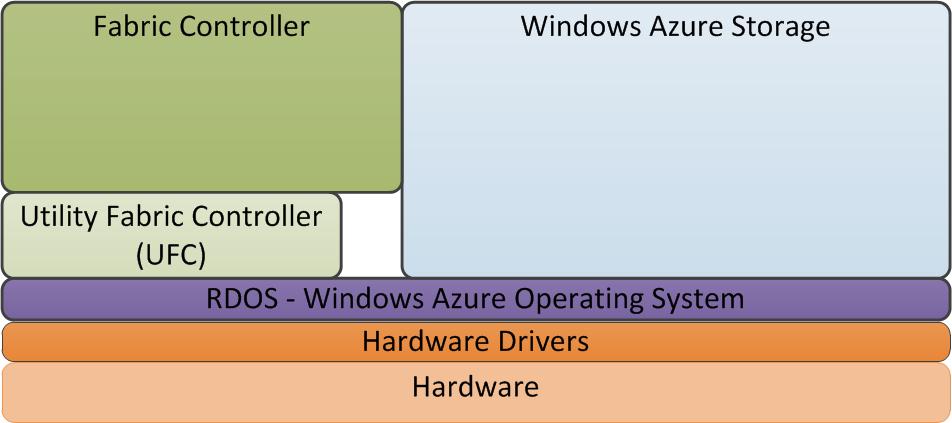 Fabric Controller
Windows Azure Storage
Utility Fabric Controller
(UFC)
RDOS - Windows Azure Operating System
Hardware Drivers
Hardware